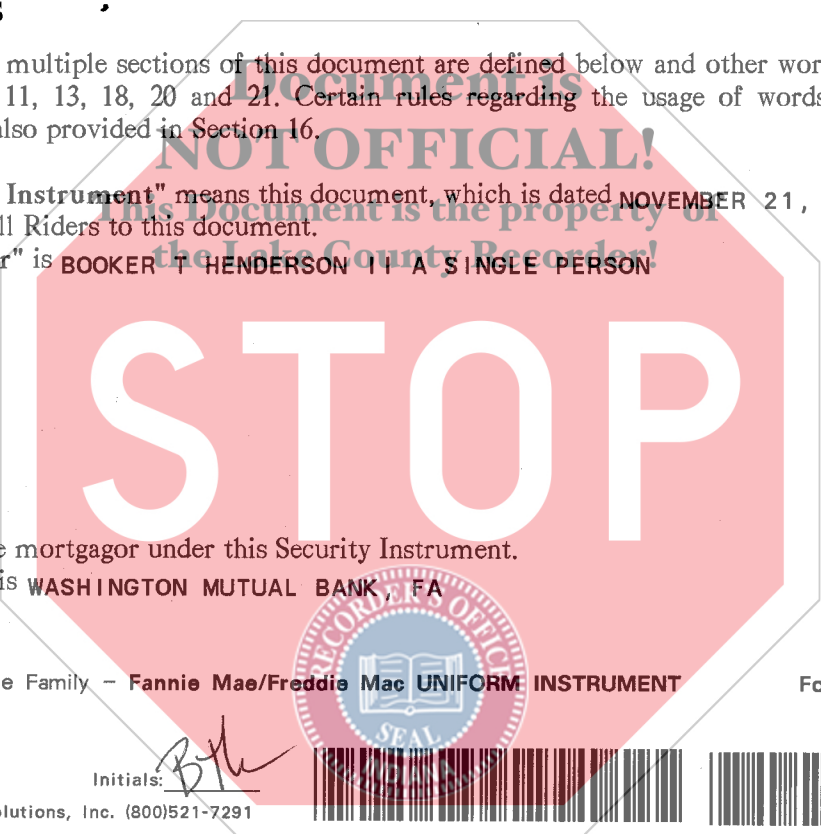 multiple sections of this document are defined below and other wor
11, 13, 18, 20 and 21. Certain rules regarding the usage of words
also provided in Section 16.
Document is
NOT OFFICIAL!
This Document is the property of
the Lake County Recorder!
Instrument" means this document, which is dated NOVEMBER 21,
ll Riders to this document.
r" is BOOKER T HENDERSON II A SINGLE PERSON
STOP
e mortgagor under this Security Instrument.
is WASHINGTON MUTUAL BANK, FA
RECORDER'S OFFICE
SEAL
INDIANA
e Family - Fannie Mae/Freddie Mac UNIFORM INSTRUMENT Fo
Initials:
olutions, Inc. (800)521-7291